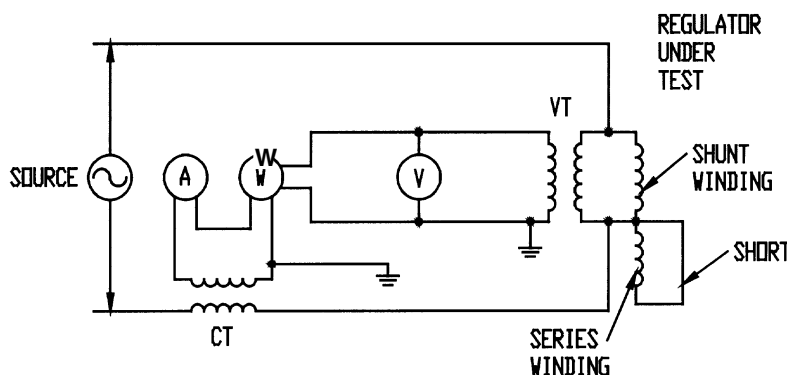 REGULATOR
UNDER
TEST
VT
W
SOURCE
A
W
V
SHUNT
WINDING
SHORT
CT
SERIES
WINDING